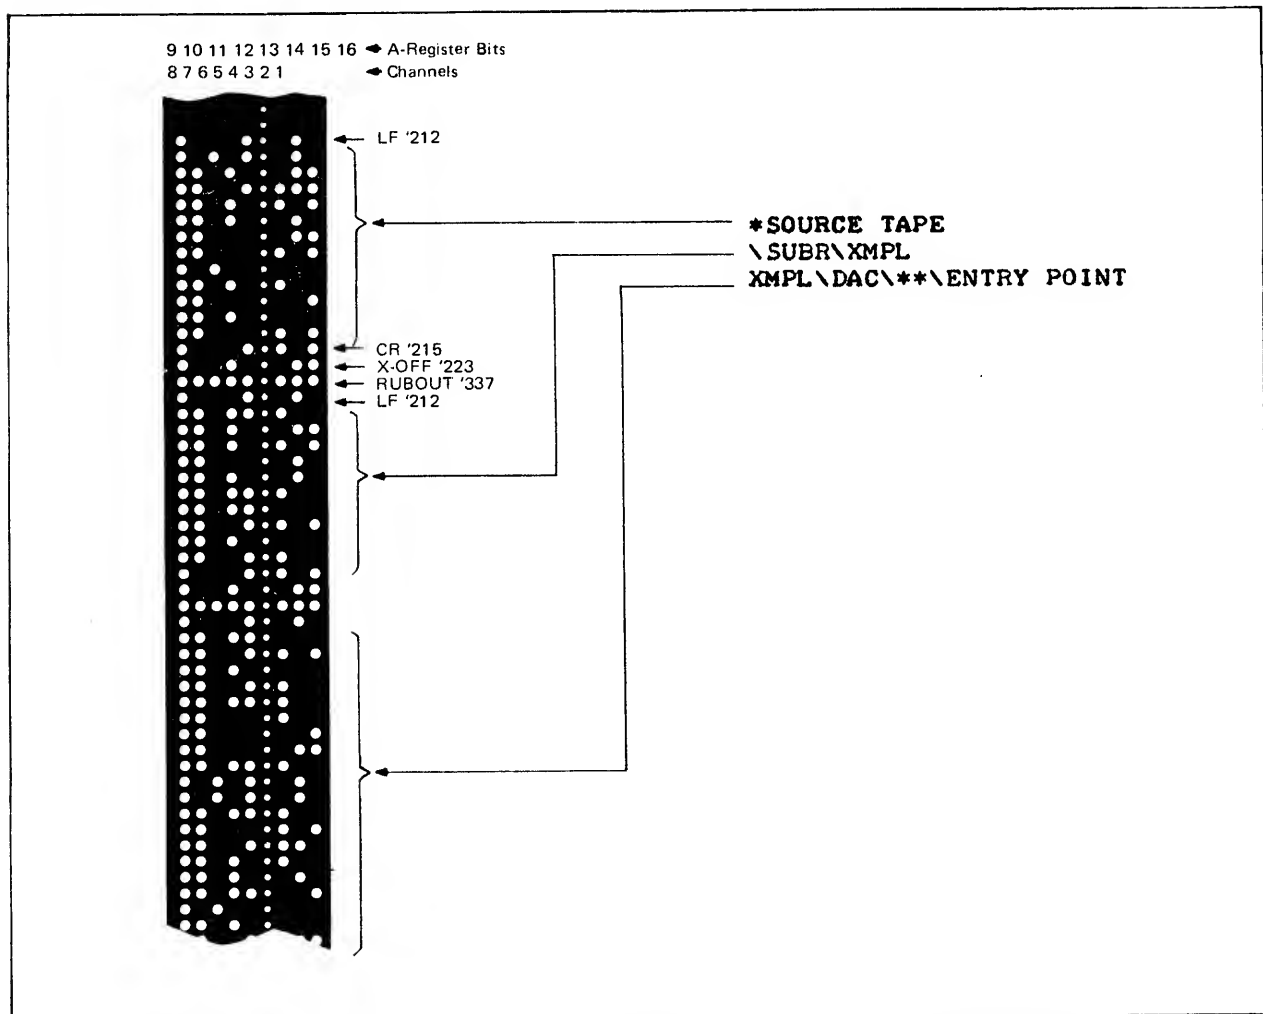 9 10 11 12 13 14 15 16 A-Register Bits
8 7 6 5 4 3 2 1 Channels
LF '212
*SOURCE TAPE
\SUBR\XMPL
XMPL\DAC\**\ENTRY POINT
CR '215
X-OFF '223
RUBOUT '337
LF '212